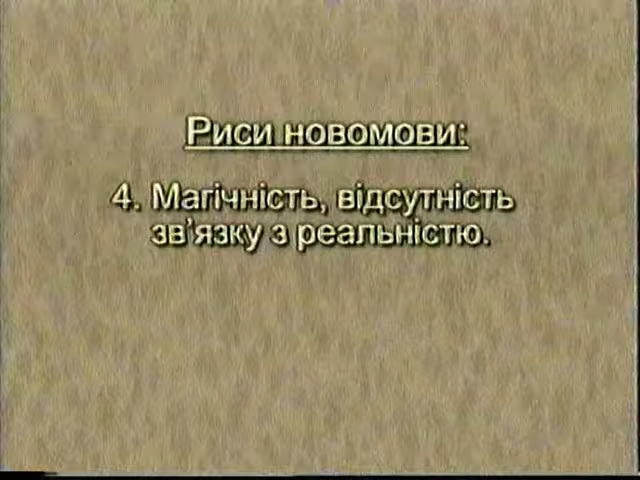 Риси новомови:
4. Магічність, відсутність
зв'язку з реальністю.